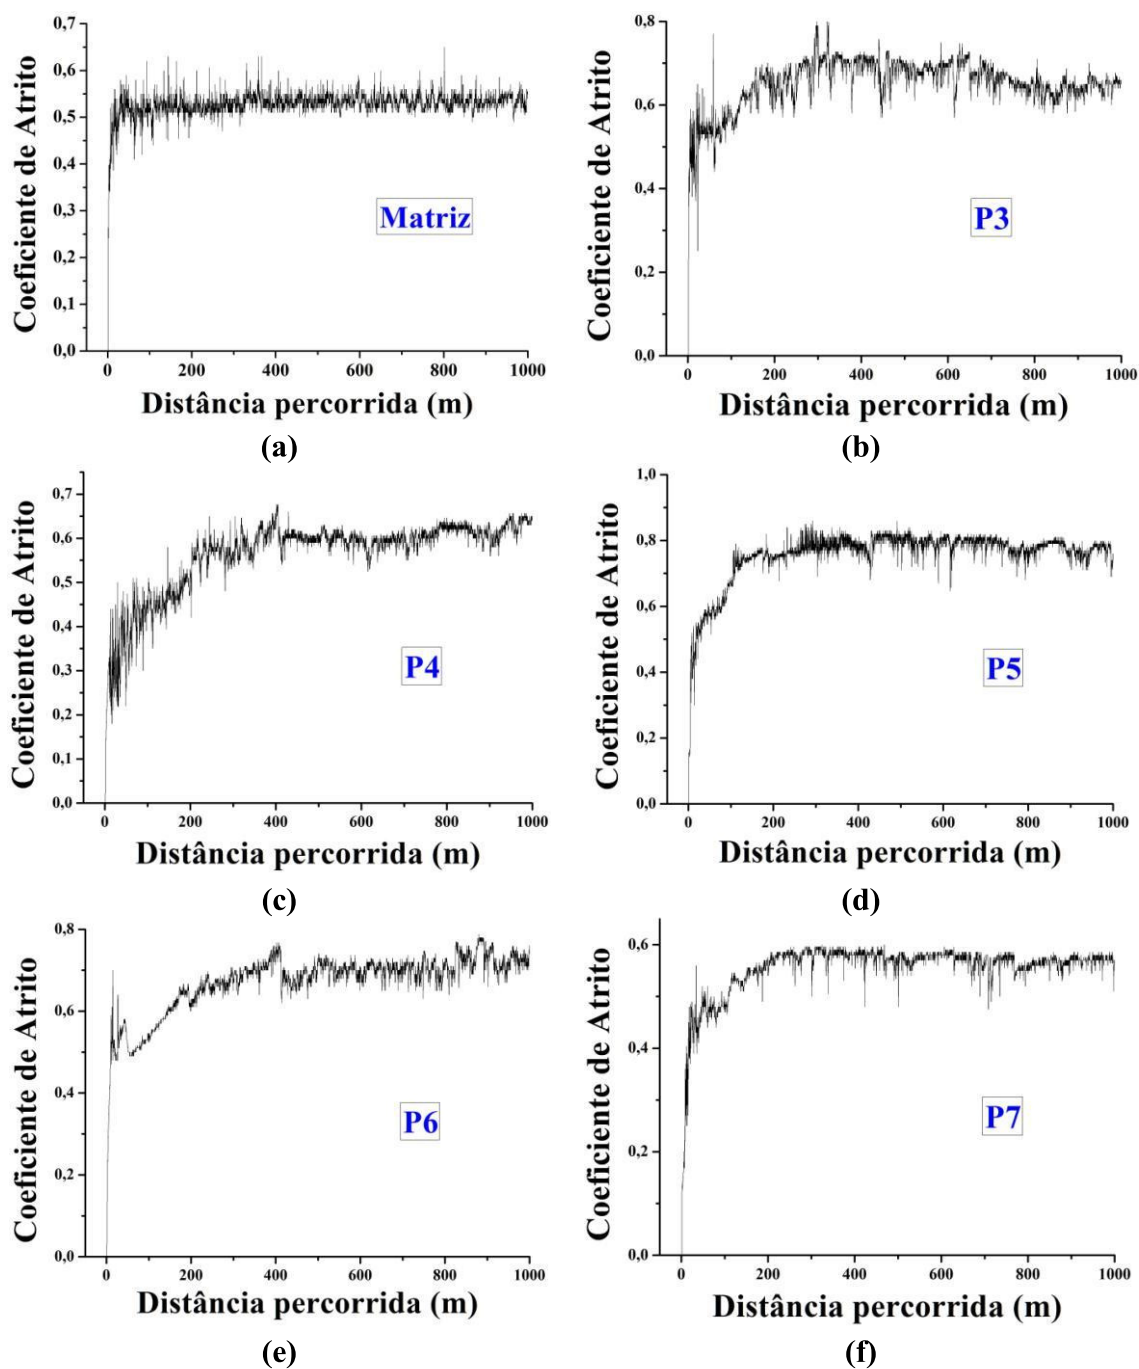 0,7
0,6
0,5
0,4
0,3
0,2
0,1
0,0
Coeficiente de Atrito
Matriz
0 200 400 600 800 1000
Distância percorrida (m)
(a)
0,8
0,6
0,4
0,2
0,0
Coeficiente de Atrito
P3
0 200 400 600 800 1000
Distância percorrida (m)
(b)
0,7
0,6
0,5
0,4
0,3
0,2
0,1
0,0
Coeficiente de Atrito
P4
0 200 400 600 800 1000
Distância percorrida (m)
(c)
1,0
0,8
0,6
0,4
0,2
0,0
Coeficiente de Atrito
P5
0 200 400 600 800 1000
Distância percorrida (m)
(d)
0,8
0,6
0,4
0,2
0,0
Coeficiente de Atrito
P6
0 200 400 600 800 1000
Distância percorrida (m)
(e)
0,6
0,4
0,2
0,0
Coeficiente de Atrito
P7
0 200 400 600 800 1000
Distância percorrida (m)
(f)